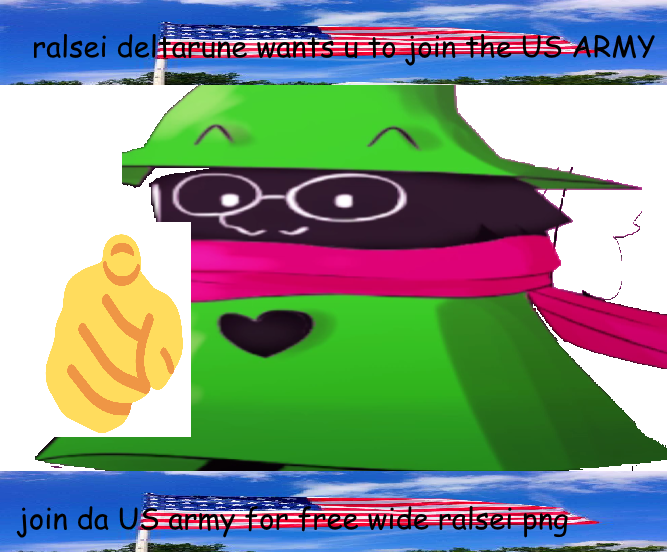 ralsei deltarune wants u to join the US ARMY
join da US army for free wide ralsei png